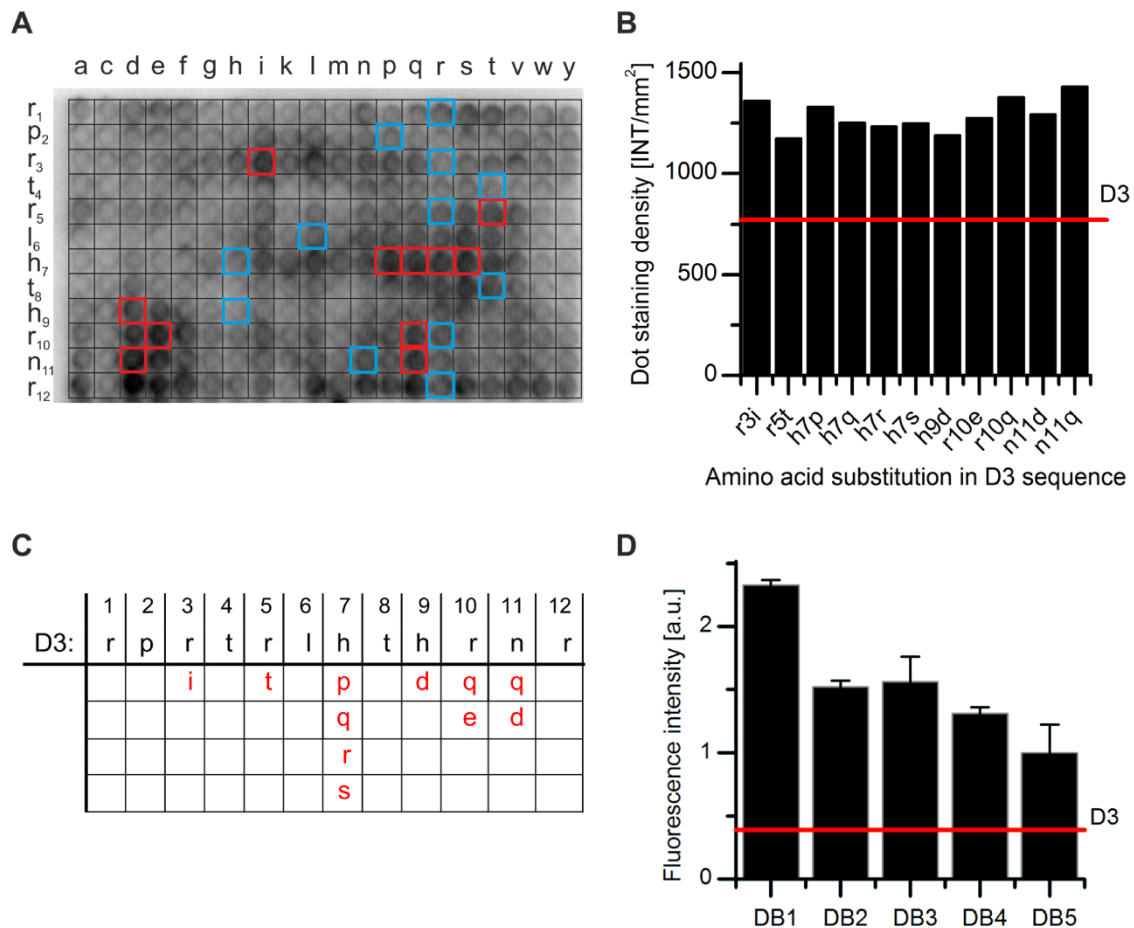 A
a c d e f g h i k l m n p q r s t v w y
r1
p2
r3
t4
r5
l6
h7
t8
h9
r10
n11
r12
B
Dot staining density [INT/mm²]
1500
1000
500
0
D3
r3i r5t h7p h7q h7r h7s h9d r10e r10q n11d n11q
Amino acid substitution in D3 sequence
C
1 2 3 4 5 6 7 8 9 10 11 12
D3: r p r t r l h t h r n r
i t p d q q
q e d
r
s
D
Fluorescence intensity [a.u.]
2
1
0
D3
DB1 DB2 DB3 DB4 DB5